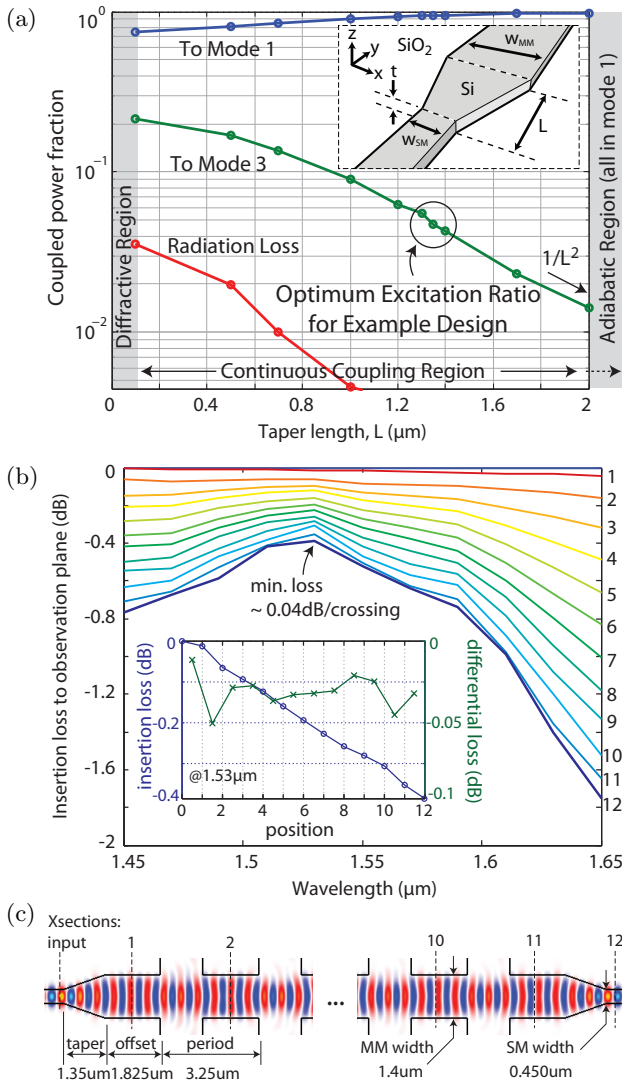 (a)
10⁰
10⁻¹
10⁻²
Coupled power fraction
To Mode 1
To Mode 3
Radiation Loss
Diffractive Region
Adiabatic Region (all in mode 1)
z
y
x
t
SiO₂
Si
wMM
wSM
L
1/L²
Optimum Excitation Ratio
for Example Design
Continuous Coupling Region
0 0.4 0.8 1.2 1.6 2
Taper length, L (μm)
(b)
Insertion loss to observation plane (dB)
0
-0.4
-0.8
-1.2
-1.6
-2
1
2
3
4
5
6
7
8
9
10
11
12
min. loss
~ 0.04dB/crossing
insertion loss (dB)
0
-0.2
-0.4
differential loss (dB)
0
-0.05
-0.1
@1.53μm
0 2 4 6 8 10 12
position
1.45 1.5 1.55 1.6 1.65
Wavelength (μm)
(c)
Xsections:
input 1 2 10 11 12
...
taper offset period MM width SM width
1.35um 1.825um 3.25um 1.4um 0.450um